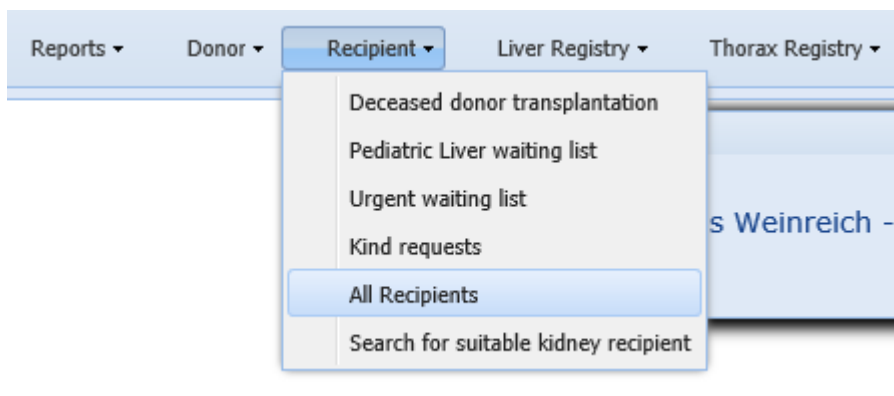 Reports Donor Recipient Liver Registry Thorax Registry
Deceased donor transplantation
Pediatric Liver waiting list
Urgent waiting list
s Weinreich -
Kind requests
All Recipients
Search for suitable kidney recipient